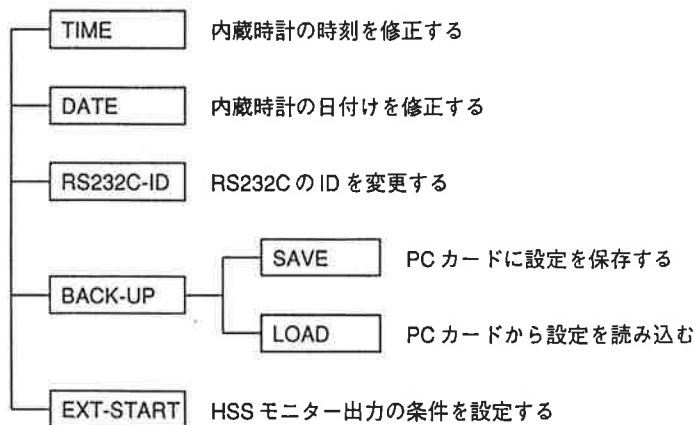 TIME 内蔵時計の時刻を修正する
DATE 内蔵時計の日付けを修正する
RS232C-ID RS232CのIDを変更する
SAVE PCカードに設定を保存する
BACK-UP
LOAD PCカードから設定を読み込む
EXT-START HSSモニター出力の条件を設定する